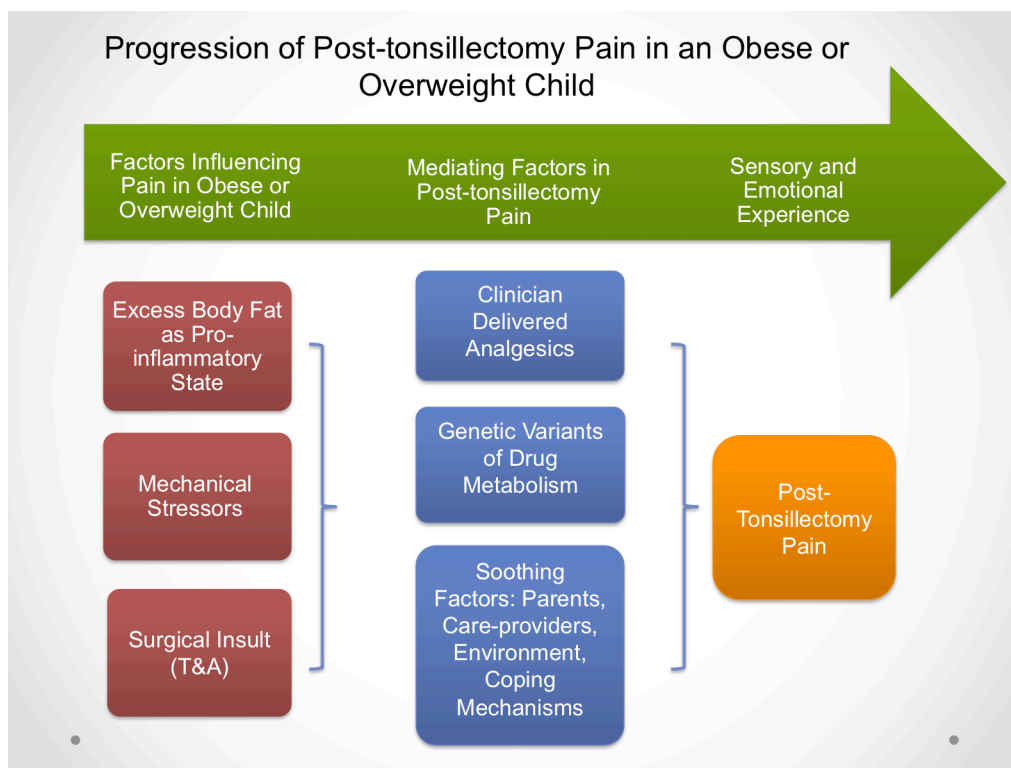 Progression of Post-tonsillectomy Pain in an Obese or
Overweight Child
Factors Influencing
Pain in Obese or
Overweight Child
Mediating Factors in
Post-tonsillectomy
Pain
Sensory and
Emotional
Experience
Excess Body Fat
as Pro-
inflammatory
State
Mechanical
Stressors
Surgical Insult
(T&A)
Clinician
Delivered
Analgesics
Genetic Variants
of Drug
Metabolism
Soothing
Factors: Parents,
Care-providers,
Environment,
Coping
Mechanisms
Post-
Tonsillectomy
Pain